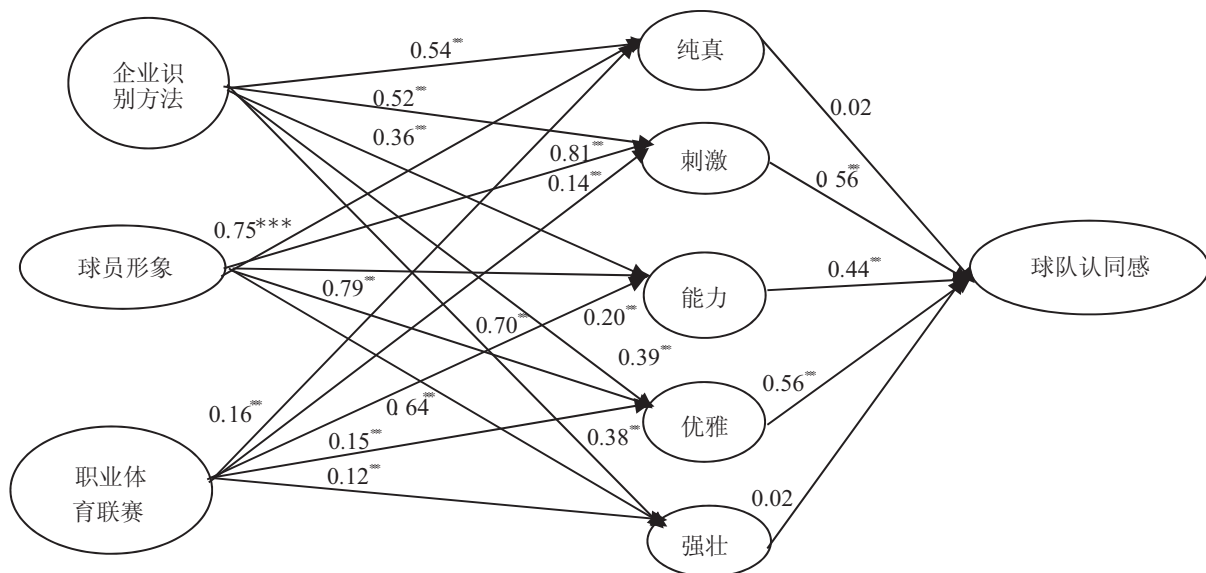 企业识
别方法
球员形象
职业体
育联赛
纯真
刺激
能力
优雅
强壮
球队认同感
0.54***
0.52***
0.36***
0.81***
0.14***
0.75***
0.79***
0.70***
0.20***
0.39***
0.16***
0.64***
0.15***
0.38***
0.12***
0.02
0 56***
0.44***
0.56***
0.02